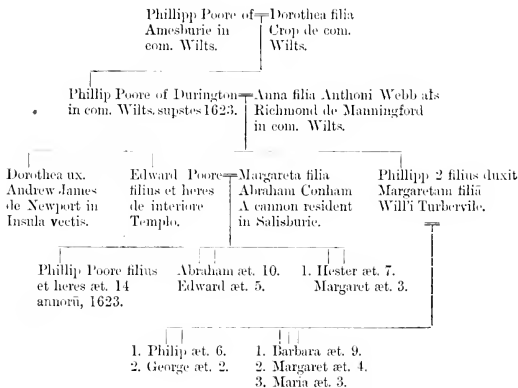 Phillipp Poore of
Amesburie in
com. Wilts.
Dorothea filia
Crop de com.
Wilts.
Phillip Poore of Durington
in com. Wilts. supstes 1623.
Anna filia Anthoni Webb als
Richmond de Manningford
in com. Wilts.
Dorothea ux.
Andrew James
de Newport in
Insula vectis.
Edward Poore
filius et heres
de interiore
Templo.
Margareta filia
Abraham Conham
A cannon resident
in Salisburie.
Phillipp 2 filius duxit
Margaretam filiã
Will'i Turbervile.
Phillip Poore filius
et heres æt. 14
annorũ, 1623.
Abraham æt. 10.
Edward æt. 5.
1. Hester æt. 7.
Margaret æt. 3.
1. Philip æt. 6.
2. George æt. 2.
1. Barbara æt. 9.
2. Margaret æt. 4.
3. Maria æt. 3.